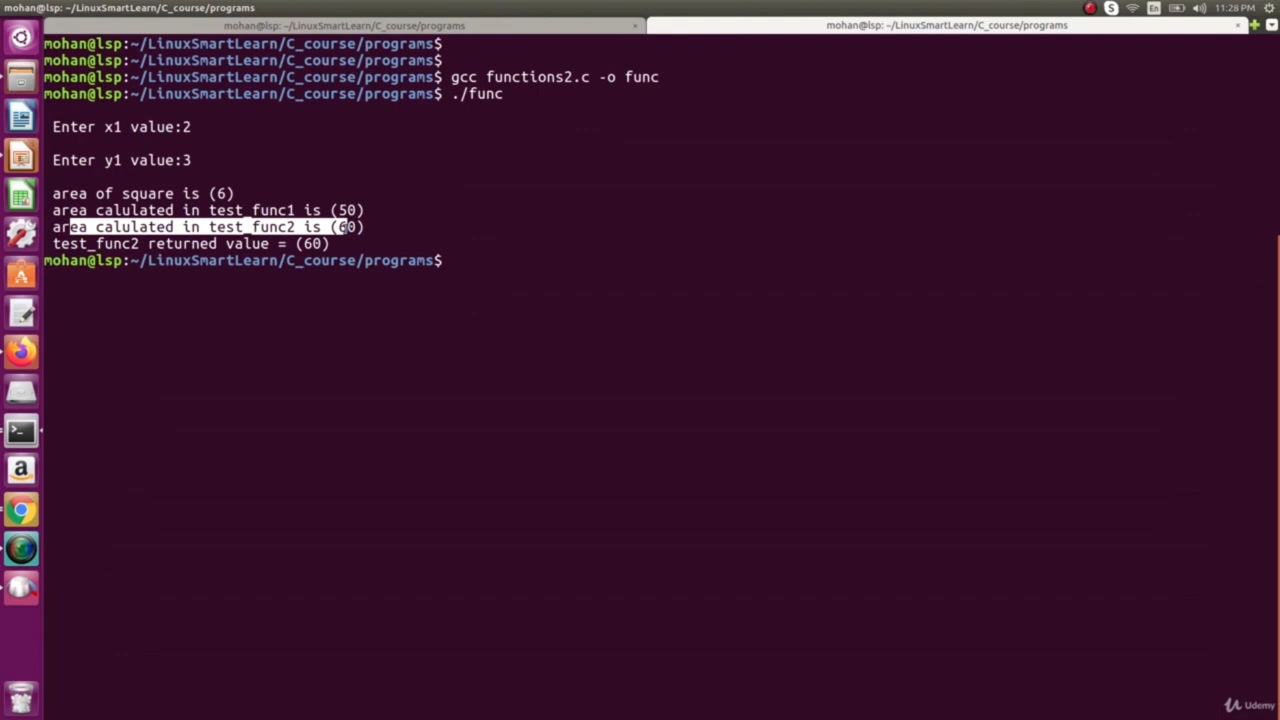 mohan@lsp: ~/LinuxSmartLearn/C_course/programs
En
11:28 PM
mohan@lsp: ~/LinuxSmartLearn/C_course/programs
mohan@lsp: ~/LinuxSmartLearn/C_course/programs
mohan@lsp:~/LinuxSmartLearn/C_course/programs$
mohan@lsp:~/LinuxSmartLearn/C_course/programs$
mohan@lsp:~/LinuxSmartLearn/C_course/programs$ gcc functions2.c -o func
mohan@lsp:~/LinuxSmartLearn/C_course/programs$ ./func
Enter x1 value:2
Enter y1 value:3
area of square is (6)
area calulated in test_func1 is (50)
area calulated in test_func2 is (60)
test_func2 returned value = (60)
mohan@lsp:~/LinuxSmartLearn/C_course/programs$
Udemy